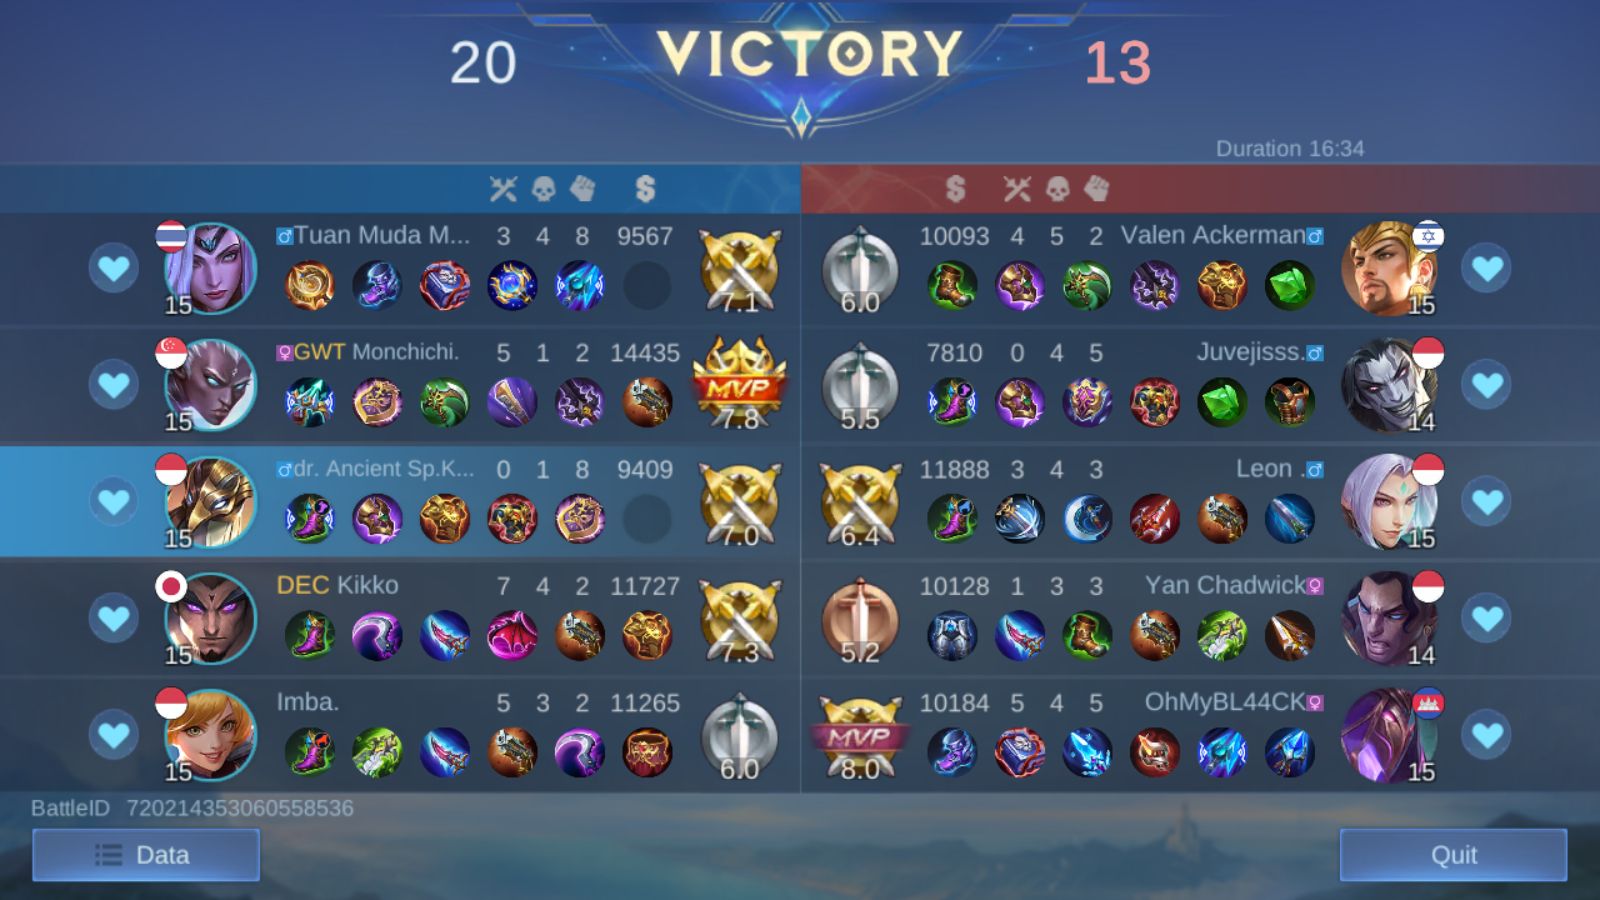 20 VICTORY 13
Duration 16:34
Tuan Muda M... 3 4 8 9567
15 7.1
10093 4 5 2 Valen Ackerman
6.0 15
GWT Monchichi. 5 1 2 14435
MVP
15 7.8
7810 0 4 5 Juvejisss.
5.5 14
dr. Ancient Sp.K... 0 1 8 9409
15 7.0
11888 3 4 3 Leon .
6.4 15
DEC Kikko 7 4 2 11727
15 7.3
10128 1 3 3 Yan Chadwick
5.2 14
Imba. 5 3 2 11265
15 6.0
10184 5 4 5 OhMyBL44CK
MVP
8.0 15
BattleID 720214353060558536
Data Quit